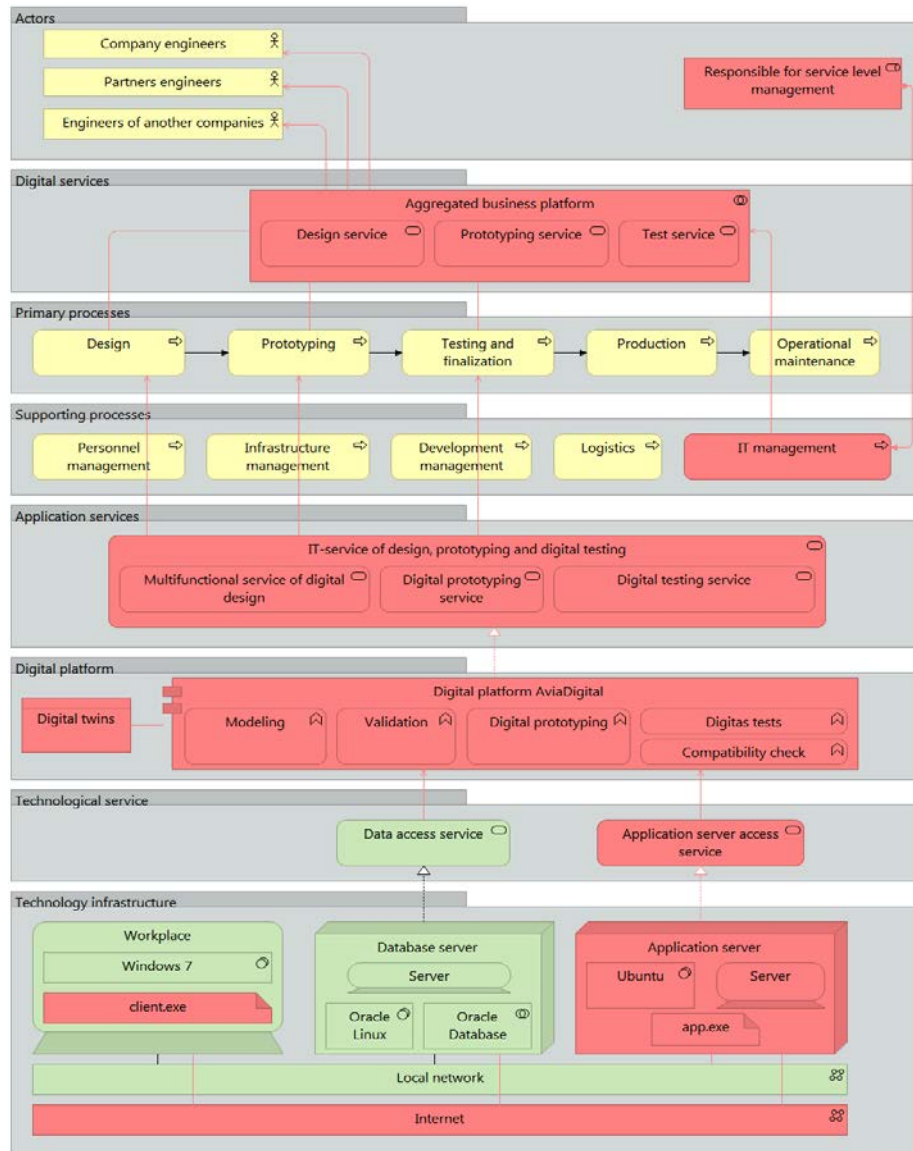 Actors
Company engineers
Partners engineers
Engineers of another companies
Responsible for service level
management
Digital services
Aggregated business platform
Design service
Prototyping service
Test service
Primary processes
Design
Prototyping
Testing and
finalization
Production
Operational
maintenance
Supporting processes
Personnel
management
Infrastructure
management
Development
management
Logistics
IT management
Application services
IT-service of design, prototyping and digital testing
Multifunctional service of digital
design
Digital prototyping
service
Digital testing service
Digital platform
Digital platform AviaDigital
Digital twins
Modeling
Validation
Digital prototyping
Digitas tests
Compatibility check
Technological service
Data access service
Application server access
service
Technology infrastructure
Workplace
Windows 7
client.exe
Database server
Server
Oracle
Linux
Oracle
Database
Application server
Ubuntu
Server
app.exe
Local network
Internet